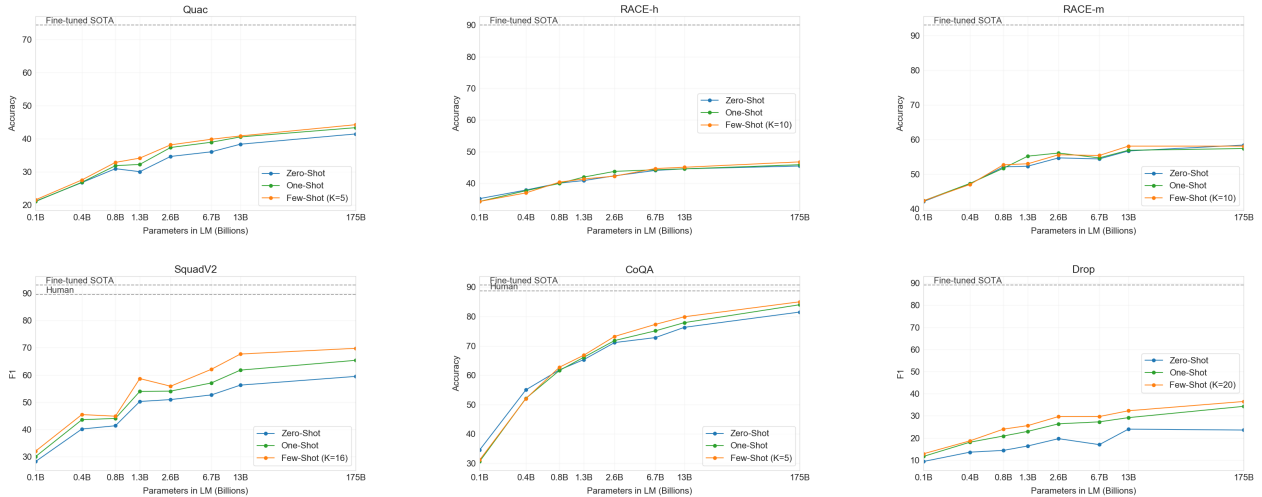 Quac
Fine-tuned SOTA
70
60
50
40
30
20
Accuracy
Zero-Shot
One-Shot
Few-Shot (K=5)
0.1B 0.4B 0.8B 1.3B 2.6B 6.7B 13B 175B
Parameters in LM (Billions)
RACE-h
Fine-tuned SOTA
90
80
70
60
50
40
Accuracy
Zero-Shot
One-Shot
Few-Shot (K=10)
0.1B 0.4B 0.8B 1.3B 2.6B 6.7B 13B 175B
Parameters in LM (Billions)
RACE-m
Fine-tuned SOTA
90
80
70
60
50
40
Accuracy
Zero-Shot
One-Shot
Few-Shot (K=10)
0.1B 0.4B 0.8B 1.3B 2.6B 6.7B 13B 175B
Parameters in LM (Billions)
SquadV2
Fine-tuned SOTA
Human
90
80
70
60
50
40
30
F1
Zero-Shot
One-Shot
Few-Shot (K=16)
0.1B 0.4B 0.8B 1.3B 2.6B 6.7B 13B 175B
Parameters in LM (Billions)
CoQA
Fine-tuned SOTA
Human
90
80
70
60
50
40
30
Accuracy
Zero-Shot
One-Shot
Few-Shot (K=5)
0.1B 0.4B 0.8B 1.3B 2.6B 6.7B 13B 175B
Parameters in LM (Billions)
Drop
Fine-tuned SOTA
90
80
70
60
50
40
30
20
10
F1
Zero-Shot
One-Shot
Few-Shot (K=20)
0.1B 0.4B 0.8B 1.3B 2.6B 6.7B 13B 175B
Parameters in LM (Billions)